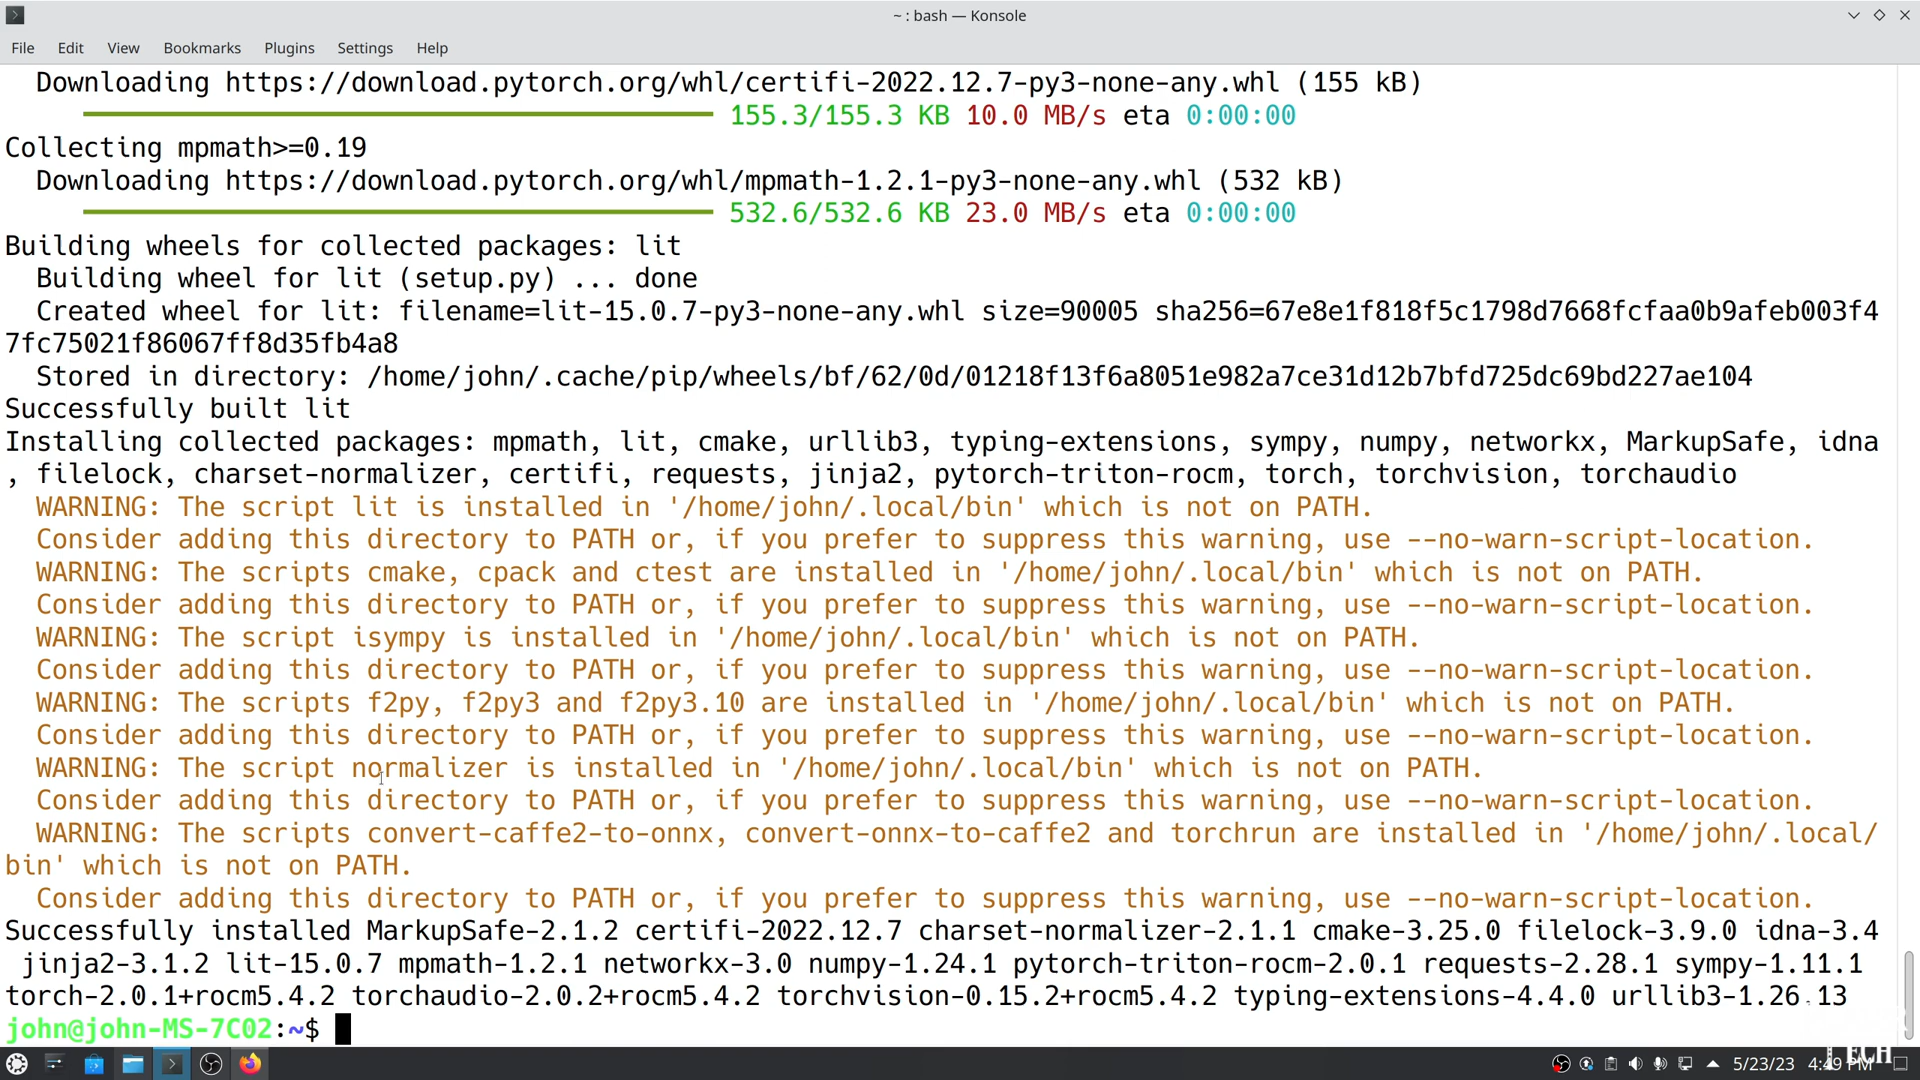 ~ : bash — Konsole
File Edit View Bookmarks Plugins Settings Help
Downloading https://download.pytorch.org/whl/certifi-2022.12.7-py3-none-any.whl (155 kB)
155.3/155.3 KB 10.0 MB/s eta 0:00:00
Collecting mpmath>=0.19
Downloading https://download.pytorch.org/whl/mpmath-1.2.1-py3-none-any.whl (532 kB)
532.6/532.6 KB 23.0 MB/s eta 0:00:00
Building wheels for collected packages: lit
Building wheel for lit (setup.py) ... done
Created wheel for lit: filename=lit-15.0.7-py3-none-any.whl size=90005 sha256=67e8e1f818f5c1798d7668fcfaa0b9afeb003f4
7fc75021f86067ff8d35fb4a8
Stored in directory: /home/john/.cache/pip/wheels/bf/62/0d/01218f13f6a8051e982a7ce31d12b7bfd725dc69bd227ae104
Successfully built lit
Installing collected packages: mpmath, lit, cmake, urllib3, typing-extensions, sympy, numpy, networkx, MarkupSafe, idna
, filelock, charset-normalizer, certifi, requests, jinja2, pytorch-triton-rocm, torch, torchvision, torchaudio
WARNING: The script lit is installed in '/home/john/.local/bin' which is not on PATH.
Consider adding this directory to PATH or, if you prefer to suppress this warning, use --no-warn-script-location.
WARNING: The scripts cmake, cpack and ctest are installed in '/home/john/.local/bin' which is not on PATH.
Consider adding this directory to PATH or, if you prefer to suppress this warning, use --no-warn-script-location.
WARNING: The script isympy is installed in '/home/john/.local/bin' which is not on PATH.
Consider adding this directory to PATH or, if you prefer to suppress this warning, use --no-warn-script-location.
WARNING: The scripts f2py, f2py3 and f2py3.10 are installed in '/home/john/.local/bin' which is not on PATH.
Consider adding this directory to PATH or, if you prefer to suppress this warning, use --no-warn-script-location.
WARNING: The script normalizer is installed in '/home/john/.local/bin' which is not on PATH.
Consider adding this directory to PATH or, if you prefer to suppress this warning, use --no-warn-script-location.
WARNING: The scripts convert-caffe2-to-onnx, convert-onnx-to-caffe2 and torchrun are installed in '/home/john/.local/
bin' which is not on PATH.
Consider adding this directory to PATH or, if you prefer to suppress this warning, use --no-warn-script-location.
Successfully installed MarkupSafe-2.1.2 certifi-2022.12.7 charset-normalizer-2.1.1 cmake-3.25.0 filelock-3.9.0 idna-3.4
jinja2-3.1.2 lit-15.0.7 mpmath-1.2.1 networkx-3.0 numpy-1.24.1 pytorch-triton-rocm-2.0.1 requests-2.28.1 sympy-1.11.1
torch-2.0.1+rocm5.4.2 torchaudio-2.0.2+rocm5.4.2 torchvision-0.15.2+rocm5.4.2 typing-extensions-4.4.0 urllib3-1.26.13
john@john-MS-7C02:~$
5/23/23 4:49 PM